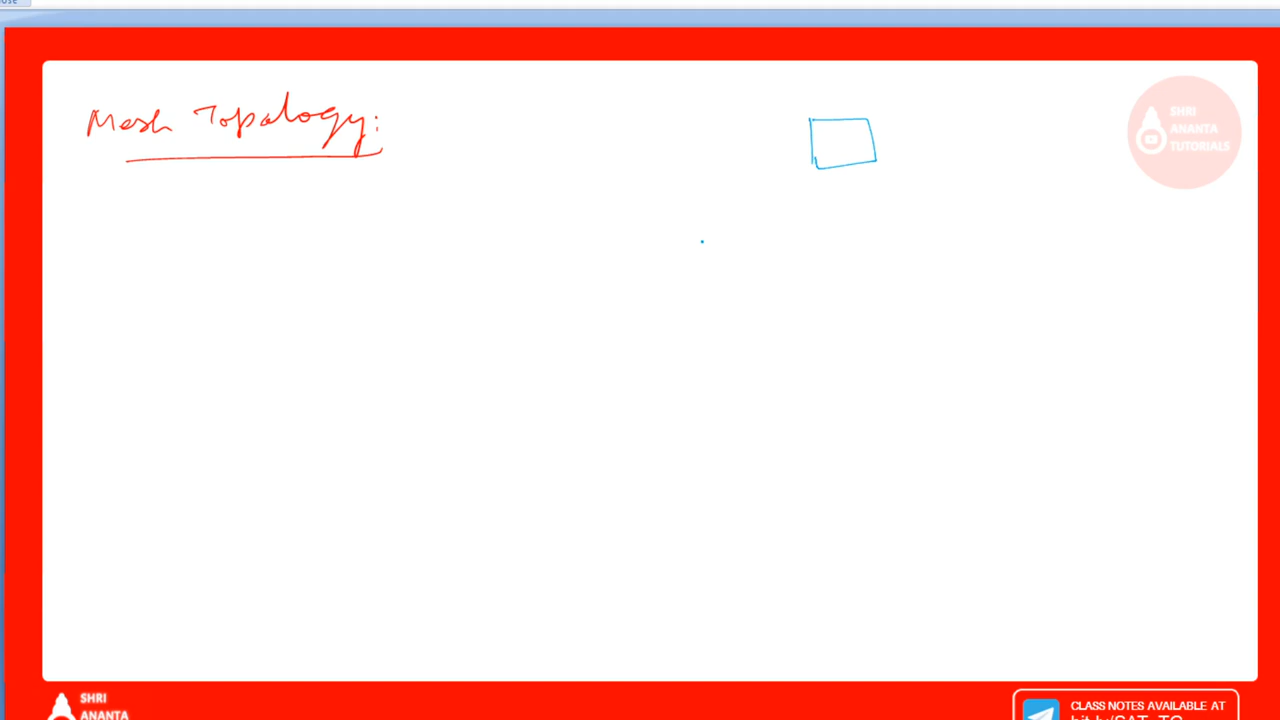 Mesh Topology:
SHRI
ANANTA
TUTORIALS
SHRI
ANANTA
CLASS NOTES AVAILABLE AT